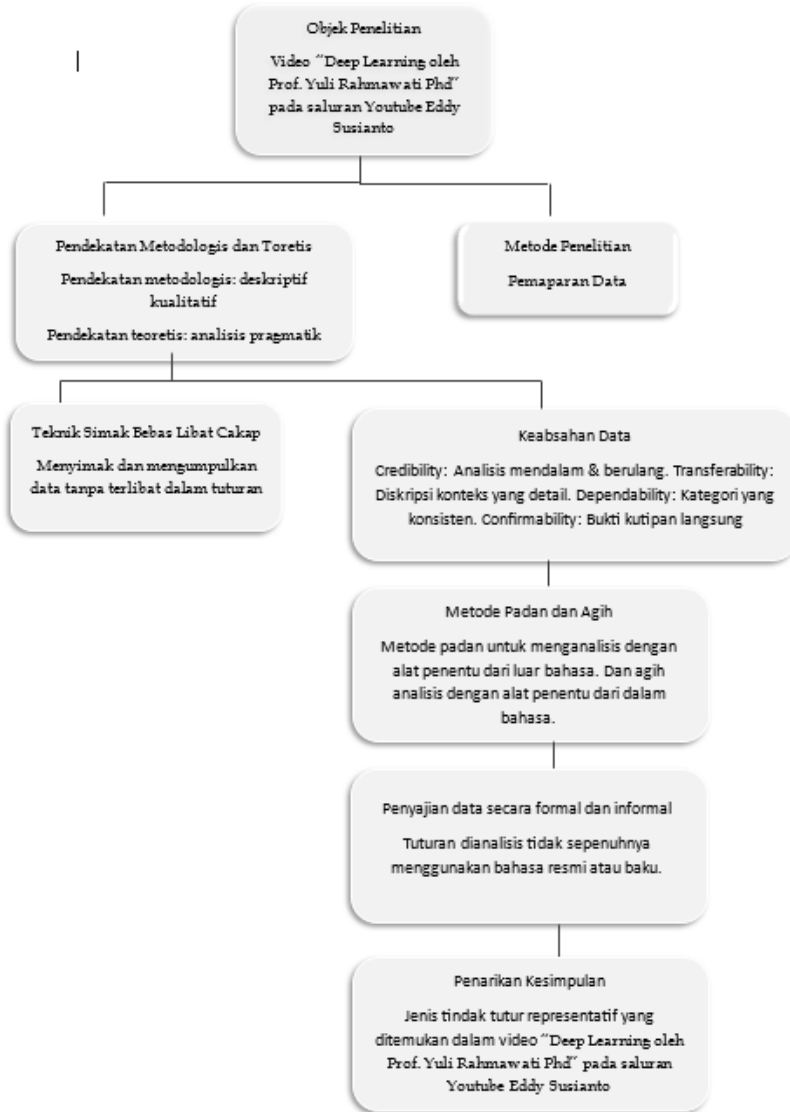 Objek Penelitian
Video “Deep Learning oleh
Prof. Yuli Rahmawati Phd”
pada saluran Youtube Eddy
Susianto
Pendekatan Metodologis dan Toretis
Pendekatan metodologis: deskriptif
kualitatif
Pendekatan teoretis: analisis pragmatik
Metode Penelitian
Pemaparan Data
Teknik Simak Bebas Libat Cakap
Menyimak dan mengumpulkan
data tanpa terlibat dalam tuturan
Keabsahan Data
Credibility: Analisis mendalam & berulang. Transferability:
Diskripsi konteks yang detail. Dependability: Kategori yang
konsisten. Confirmability: Bukti kutipan langsung
Metode Padan dan Agih
Metode padan untuk menganalisis dengan
alat penentu dari luar bahasa. Dan agih
analisis dengan alat penentu dari dalam
bahasa.
Penyajian data secara formal dan informal
Tuturan dianalisis tidak sepenuhnya
menggunakan bahasa resmi atau baku.
Penarikan Kesimpulan
Jenis tindak tutur representatif yang
ditemukan dalam video “Deep Learning oleh
Prof. Yuli Rahmawati Phd” pada saluran
Youtube Eddy Susianto